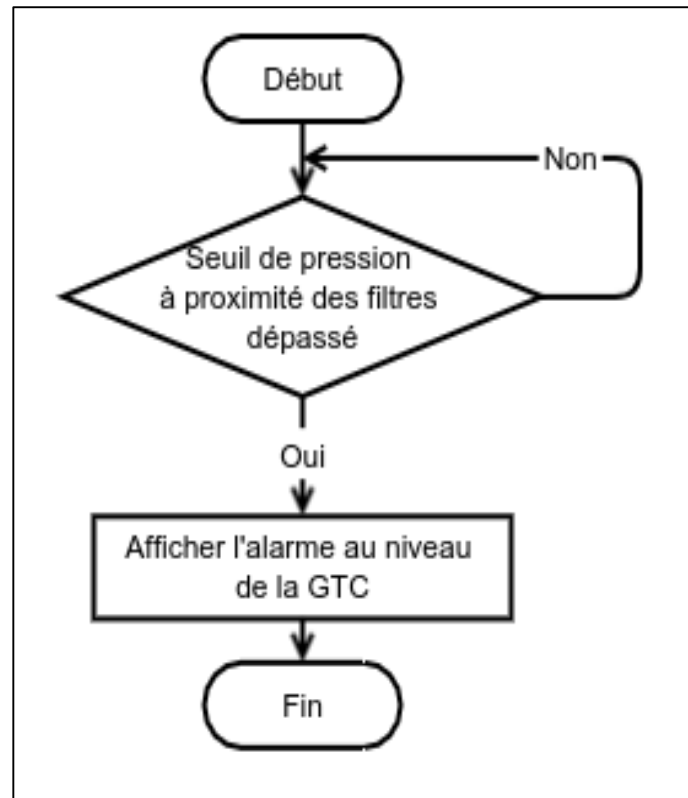 Début
Non
Seuil de pression
à proximité des filtres
dépassé
Oui
Afficher l'alarme au niveau
de la GTC
Fin